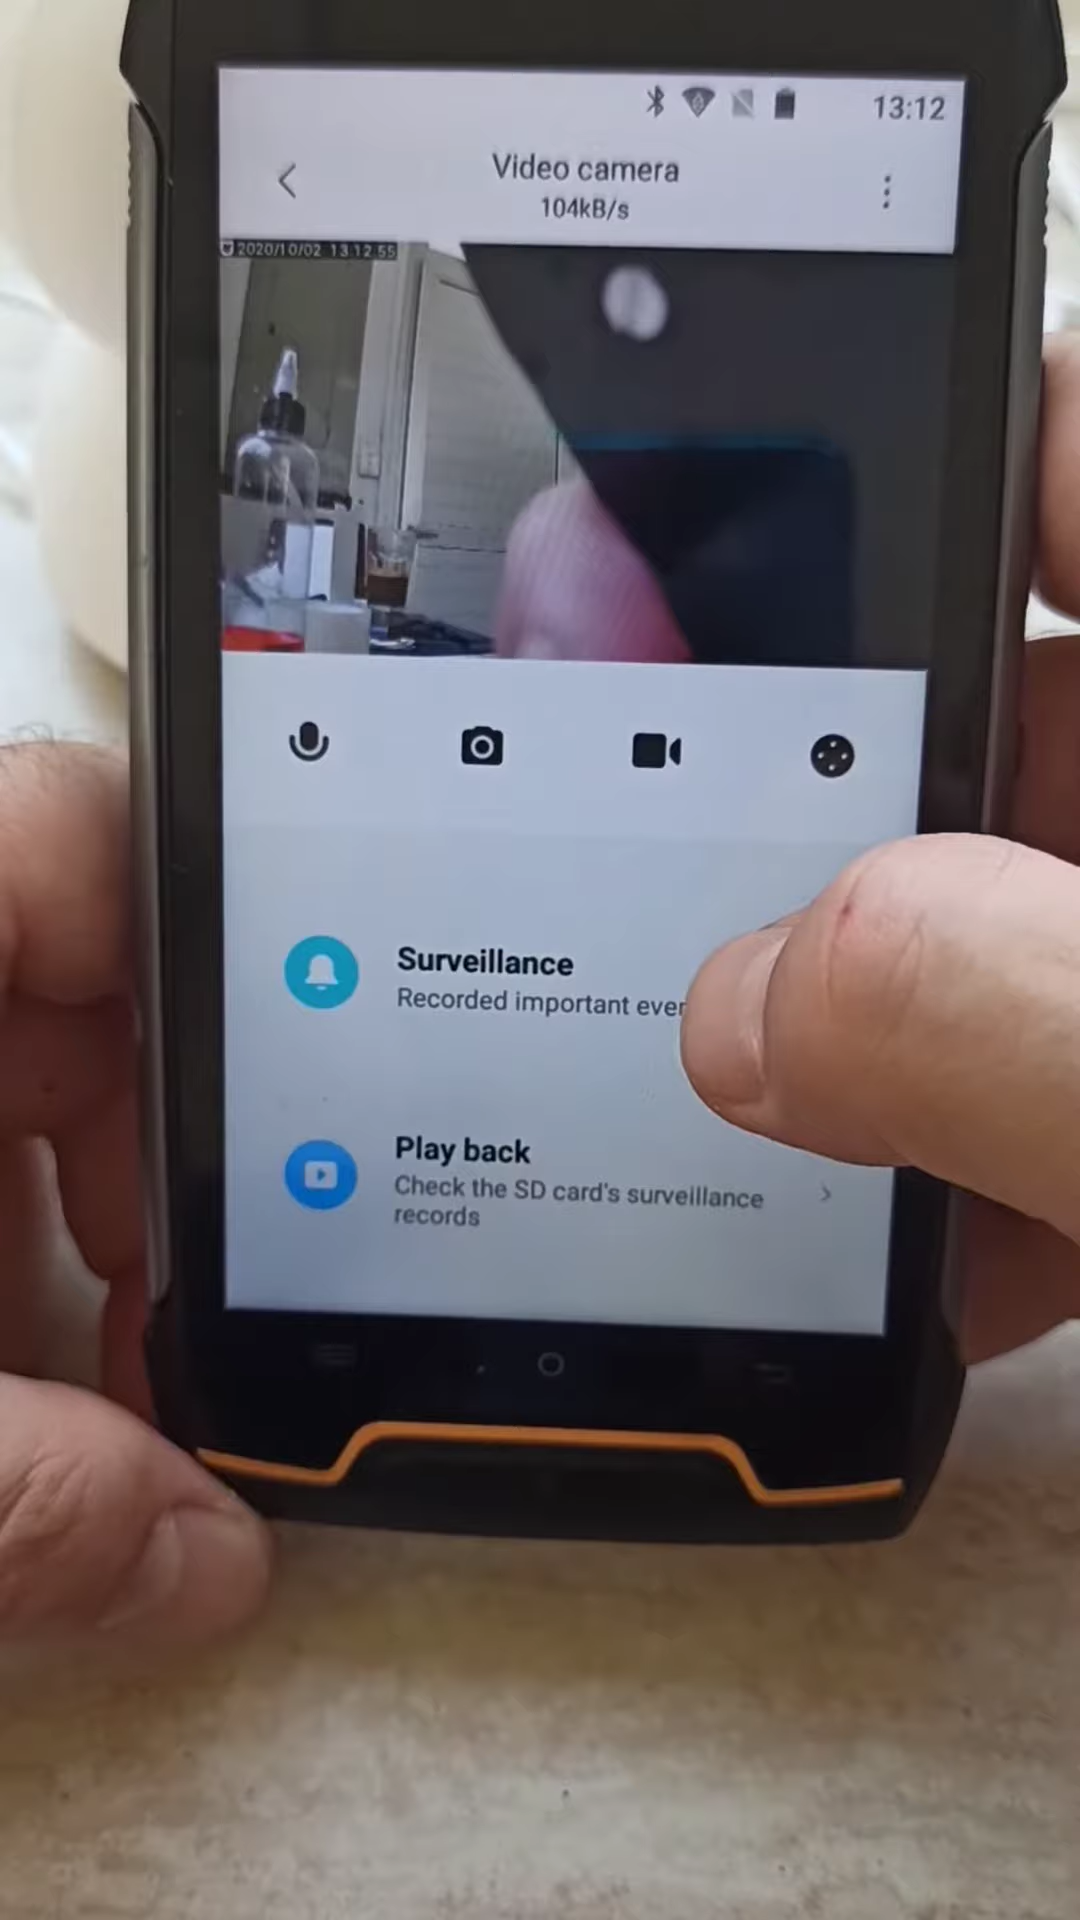 13:12
Video camera
104kB/s
2020/10/02 13:12:55
Surveillance
Recorded important
Play back
Check the SD card's surveillance
records